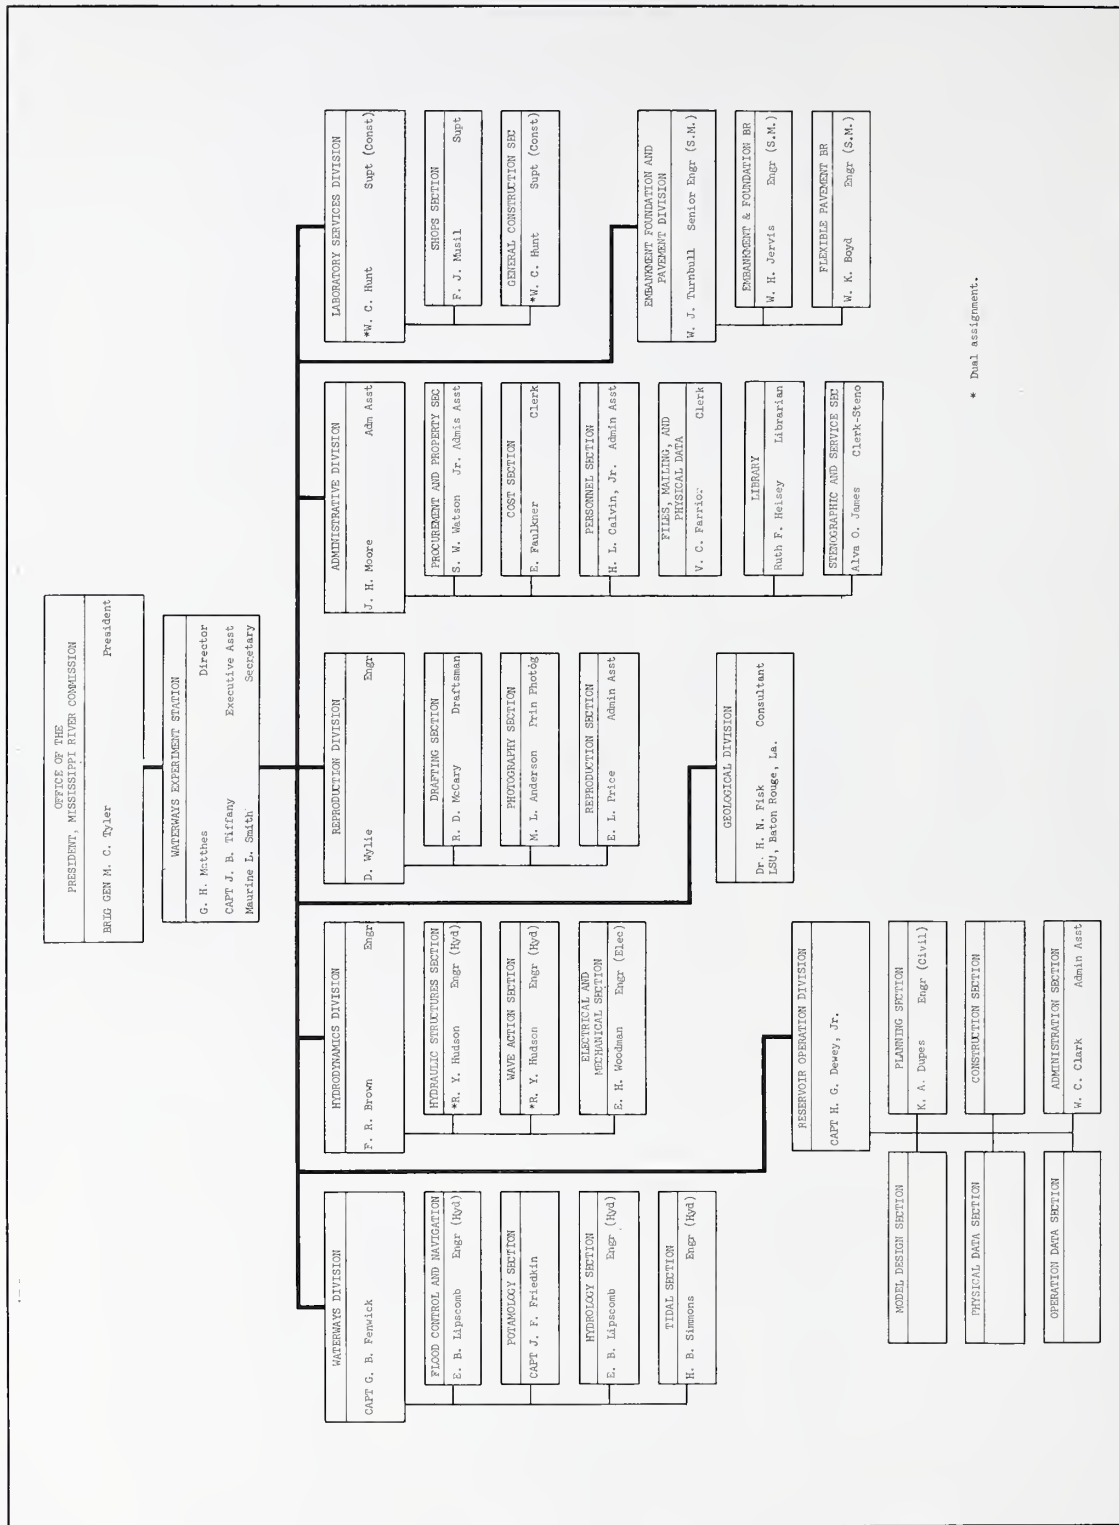 OFFICE OF THE
PRESIDENT, MISSISSIPPI RIVER COMMISSION
BRIG GEN M. C. Tyler President
WATERWAYS EXPERIMENT STATION
G. H. Matthes Director
CAPT J. B. Tiffany Executive Asst
Maurine L. Smith Secretary
WATERWAYS DIVISION
CAPT G. B. Fenwick
FLOOD CONTROL AND NAVIGATION
E. B. Lipscomb Engr (Hyd)
POTAMOLOGY SECTION
CAPT J. F. Friedkin
HYDROLOGY SECTION
E. B. Lipscomb Engr (Hyd)
TIDAL SECTION
H. B. Simmons Engr (Hyd)
HYDRODYNAMICS DIVISION
F. R. Brown Engr
HYDRAULIC STRUCTURES SECTION
*R. Y. Hudson Engr (Hyd)
WAVE ACTION SECTION
*R. Y. Hudson Engr (Hyd)
ELECTRICAL AND
MECHANICAL SECTION
E. H. Woodman Engr (Elec)
REPRODUCTION DIVISION
D. Wylie Engr
DRAFTING SECTION
R. D. McCary Draftsman
PHOTOGRAPHY SECTION
M. L. Anderson Prin Photog
REPRODUCTION SECTION
E. L. Price Admin Asst
ADMINISTRATIVE DIVISION
J. H. Moore Adm Asst
PROCUREMENT AND PROPERTY SEC
S. W. Watson Jr. Admis Asst
COST SECTION
E. Faulkner Clerk
PERSONNEL SECTION
H. L. Calvin, Jr. Admin Asst
FILES, MAILING, AND
PHYSICAL DATA
V. C. Farrior Clerk
LIBRARY
Ruth F. Heisey Librarian
STENOGRAPHIC AND SERVICE SEC
Alva O. James Clerk-Steno
LABORATORY SERVICES DIVISION
*W. C. Hunt Supt (Const)
SHOPS SECTION
F. J. Musil Supt
GENERAL CONSTRUCTION SEC
*W. C. Hunt Supt (Const)
RESERVOIR OPERATION DIVISION
CAPT H. G. Dewey, Jr.
MODEL DESIGN SECTION
PLANNING SECTION
K. A. Dupes Engr (Civil)
PHYSICAL DATA SECTION
CONSTRUCTION SECTION
OPERATION DATA SECTION
ADMINISTRATION SECTION
W. C. Clark Admin Asst
GEOLOGICAL DIVISION
Dr. H. N. Fisk Consultant
LSU, Baton Rouge, La.
EMBANKMENT FOUNDATION AND
PAVEMENT DIVISION
W. J. Turnbull Senior Engr (S.M.)
EMBANKMENT & FOUNDATION BR
W. H. Jervis Engr (S.M.)
FLEXIBLE PAVEMENT BR
W. K. Boyd Engr (S.M.)
* Dual assignment.